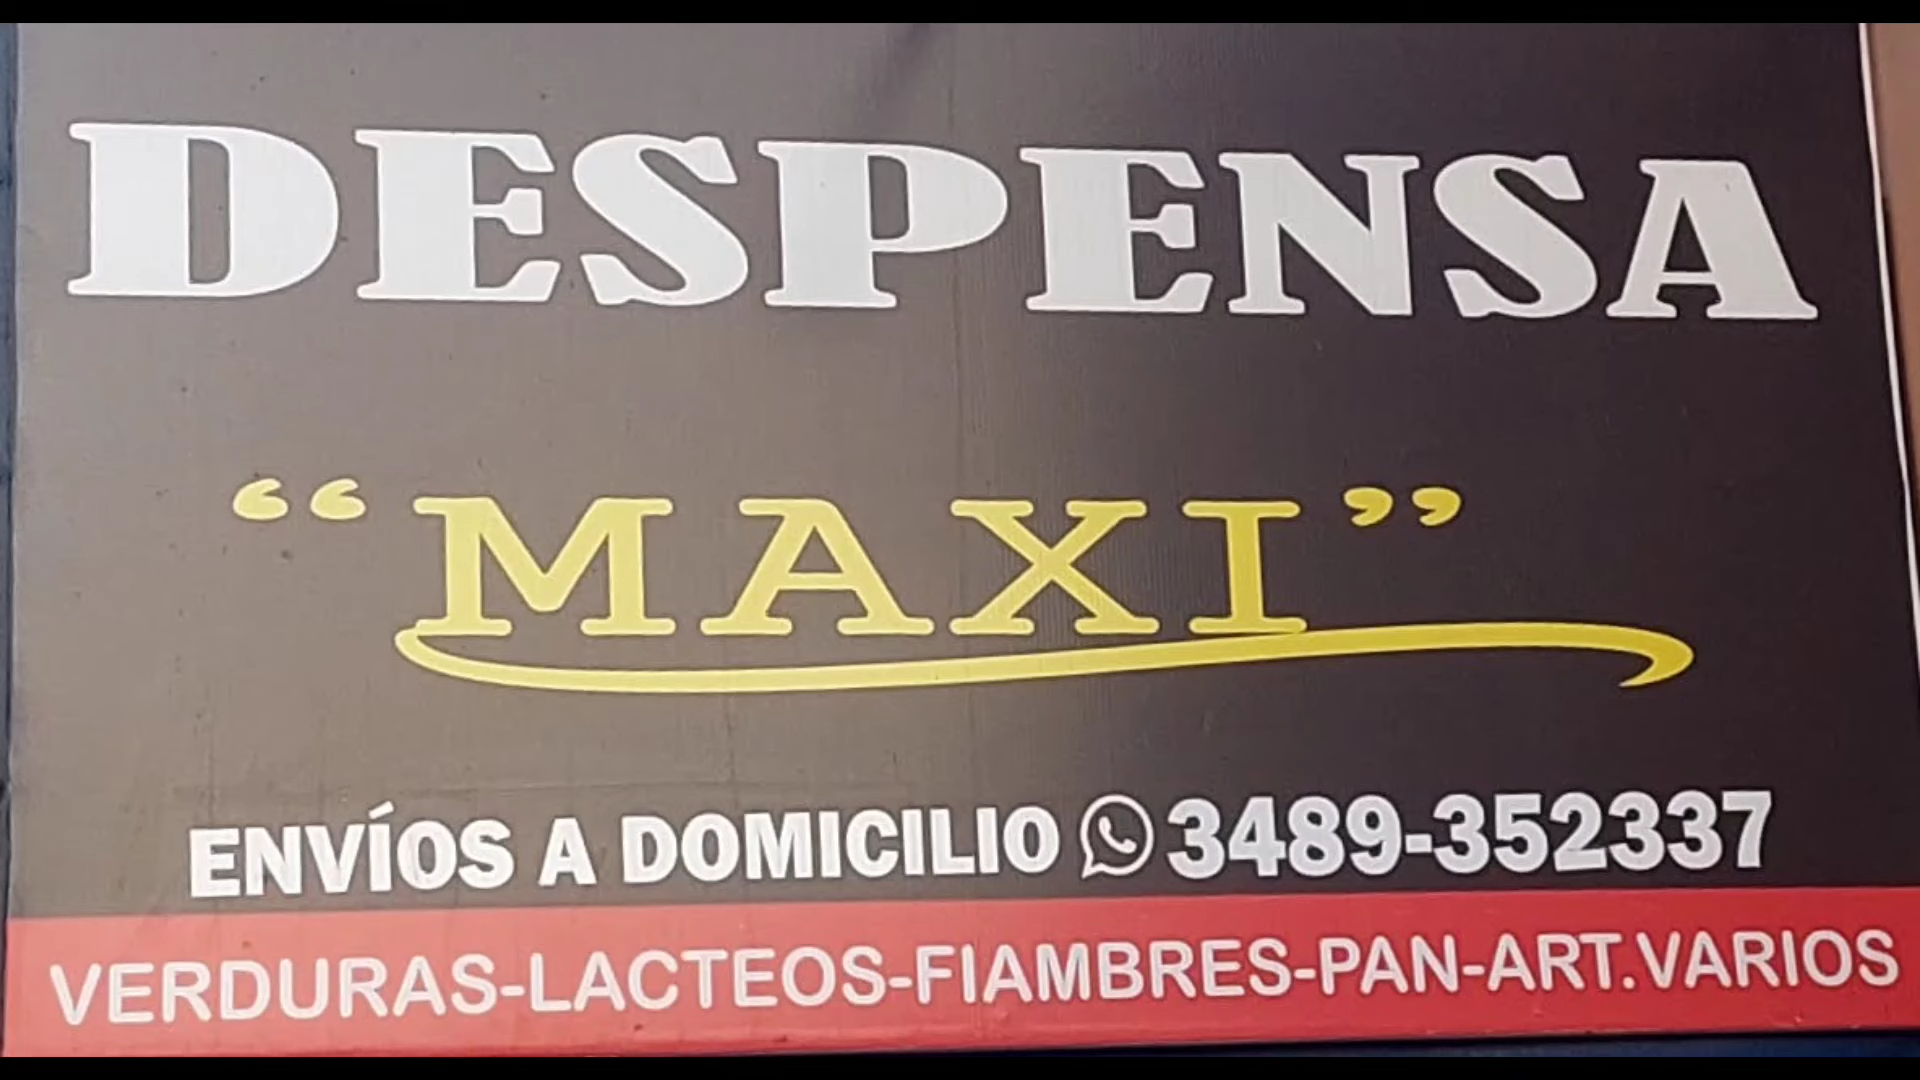 DESPENSA
“MAXI”
ENVÍOS A DOMICILIO 3489-352337
VERDURAS-LACTEOS-FIAMBRES-PAN-ART.VARIOS